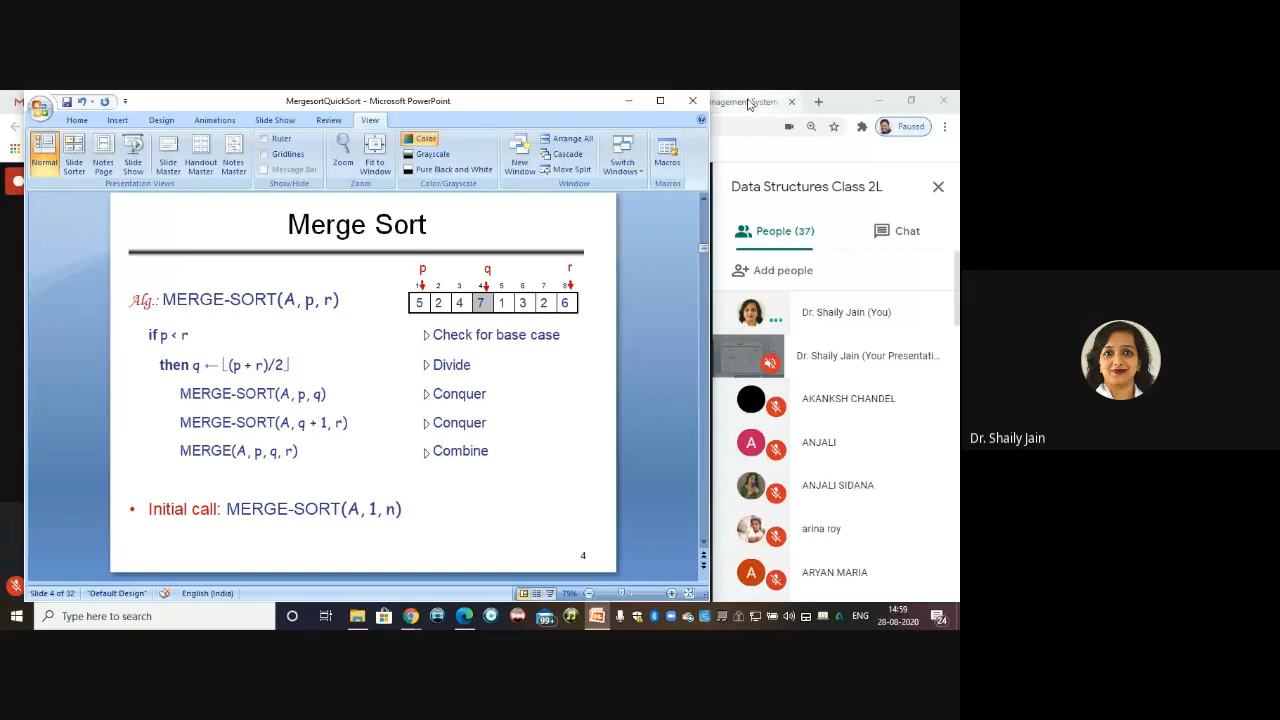 MergesortQuickSort - Microsoft PowerPoint
Home Insert Design Animations Slide Show Review View
Normal
Slide Sorter
Notes Page
Slide Show
Slide Master
Handout Master
Notes Master
Presentation Views
Ruler
Gridlines
Message Bar
Show/Hide
Zoom
Fit to Window
Zoom
Color
Grayscale
Pure Black and White
Color/Grayscale
New Window
Arrange All
Cascade
Move Split
Switch Windows
Window
Macros
Macros
Merge Sort
p q r
1 2 3 4 5 6 7 8
5 2 4 7 1 3 2 6
Alg.: MERGE-SORT(A, p, r)
if p < r ▷ Check for base case
then q ← ⌊(p + r)/2⌋ ▷ Divide
MERGE-SORT(A, p, q) ▷ Conquer
MERGE-SORT(A, q + 1, r) ▷ Conquer
MERGE(A, p, q, r) ▷ Combine
• Initial call: MERGE-SORT(A, 1, n)
4
Slide 4 of 32 "Default Design" English (India) 75%
Paused
Data Structures Class 2L
People (37) Chat
Add people
Dr. Shaily Jain (You)
Dr. Shaily Jain (Your Presentati...
AKANKSH CHANDEL
A ANJALI
ANJALI SIDANA
arina roy
A ARYAN MARIA
Type here to search
99+
ENG
14:59
28-08-2020
24
Dr. Shaily Jain